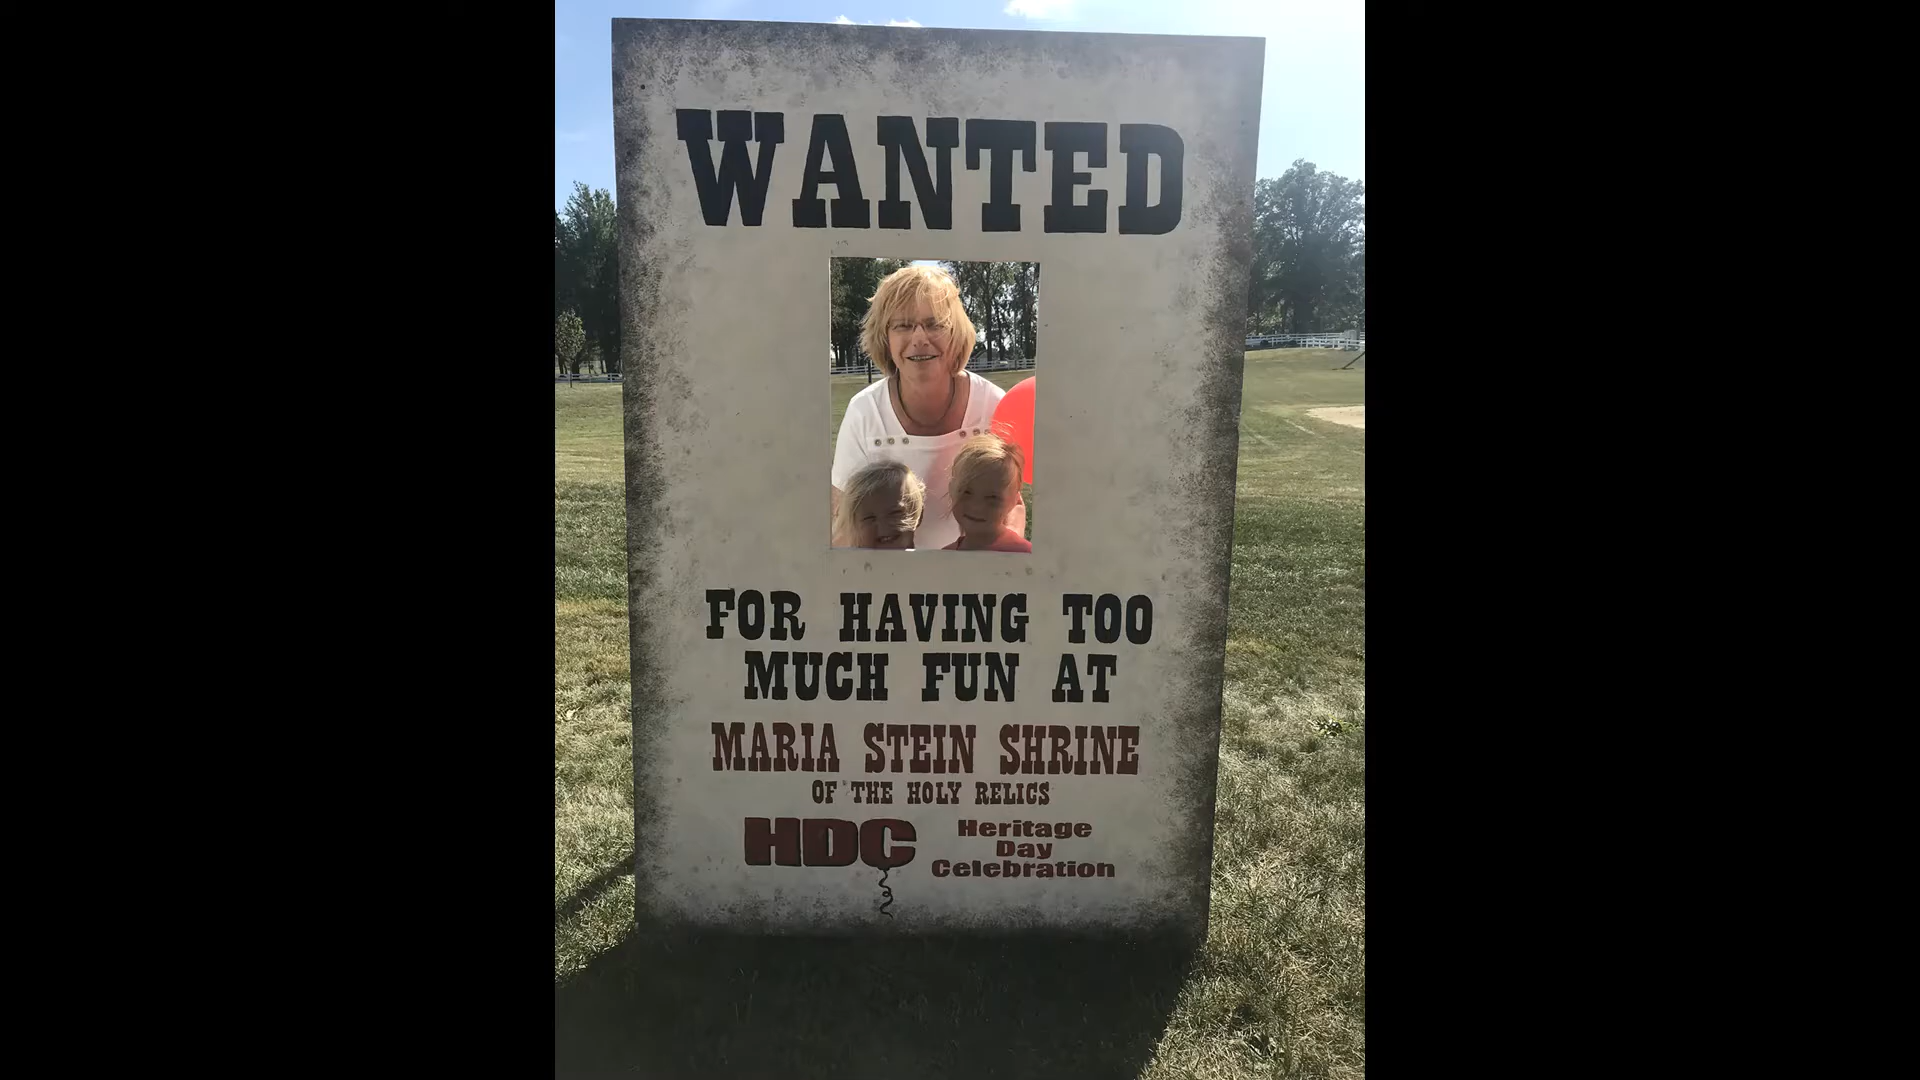 WANTED
FOR HAVING TOO
MUCH FUN AT
MARIA STEIN SHRINE
OF THE HOLY RELICS
HDC
Heritage
Day
Celebration